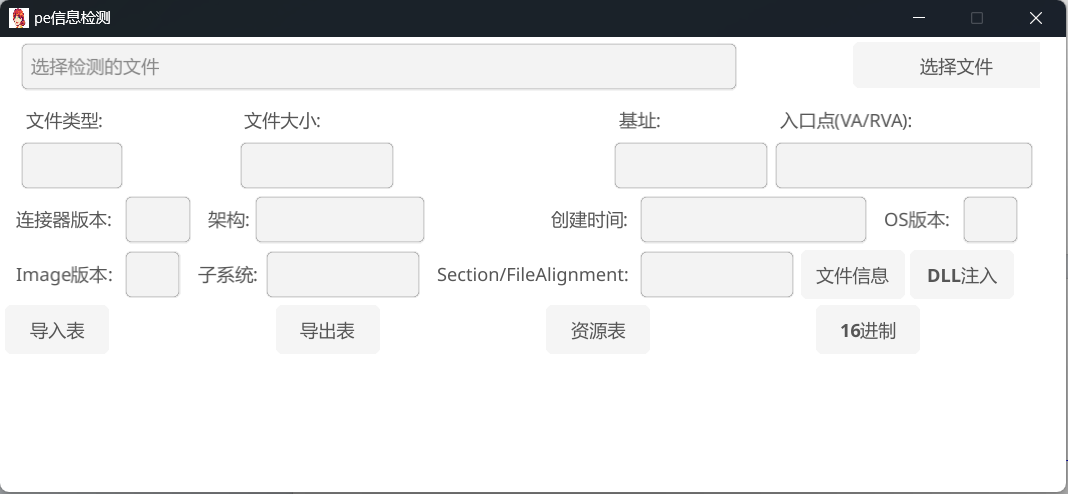 pe信息检测
选择检测的文件 选择文件
文件类型: 文件大小: 基址: 入口点(VA/RVA):
连接器版本: 架构: 创建时间: OS版本:
Image版本: 子系统: Section/FileAlignment: 文件信息 DLL注入
导入表 导出表 资源表 16进制